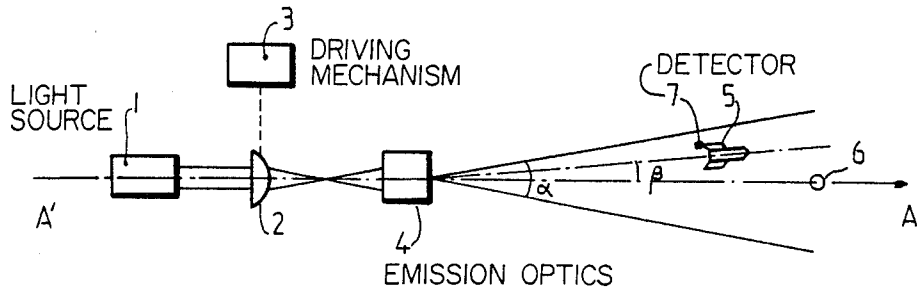 3
DRIVING
MECHANISM
DETECTOR
7 5
LIGHT
SOURCE
1
6
α
β
A'
2
4
A
EMISSION OPTICS